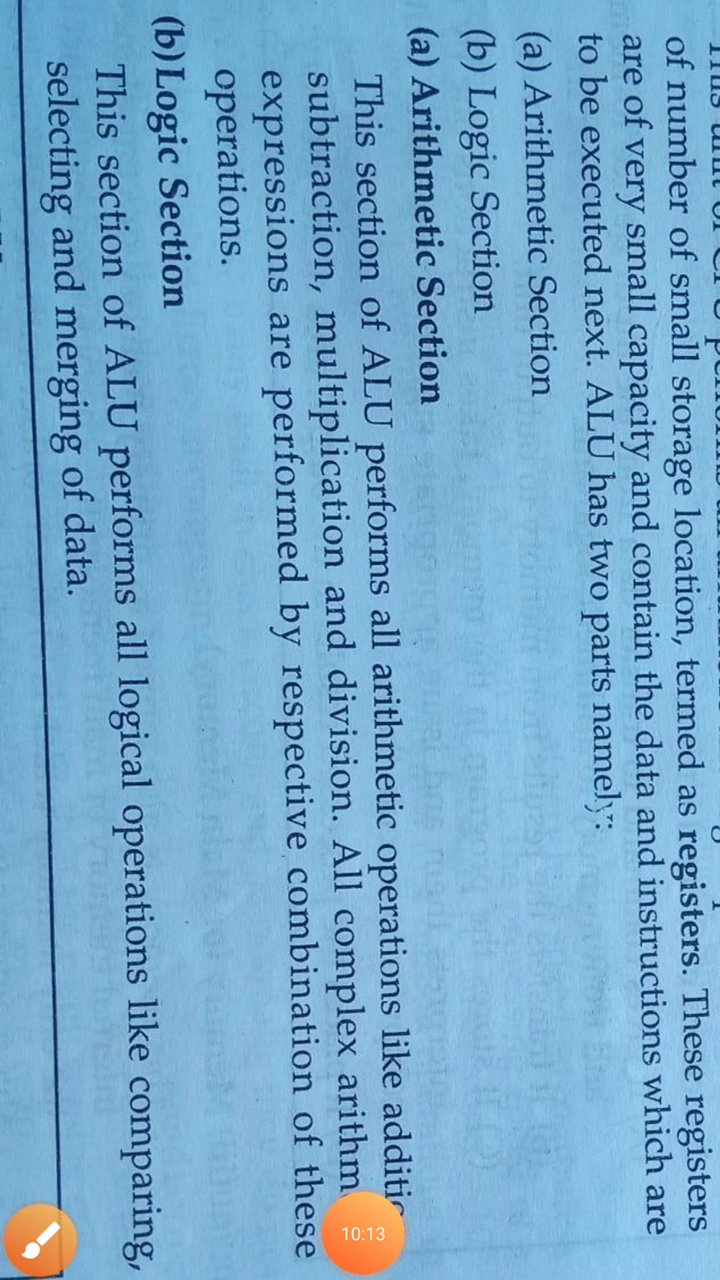 of number of small storage location, termed as registers. These registers
are of very small capacity and contain the data and instructions which are
to be executed next. ALU has two parts namely:
(a) Arithmetic Section
(b) Logic Section
(a) Arithmetic Section
This section of ALU performs all arithmetic operations like
subtraction, multiplication and division. All complex
expressions are performed by respective combination of these
operations.
(b) Logic Section
This section of ALU performs all logical operations like comparing,
selecting and merging of data.
10:13